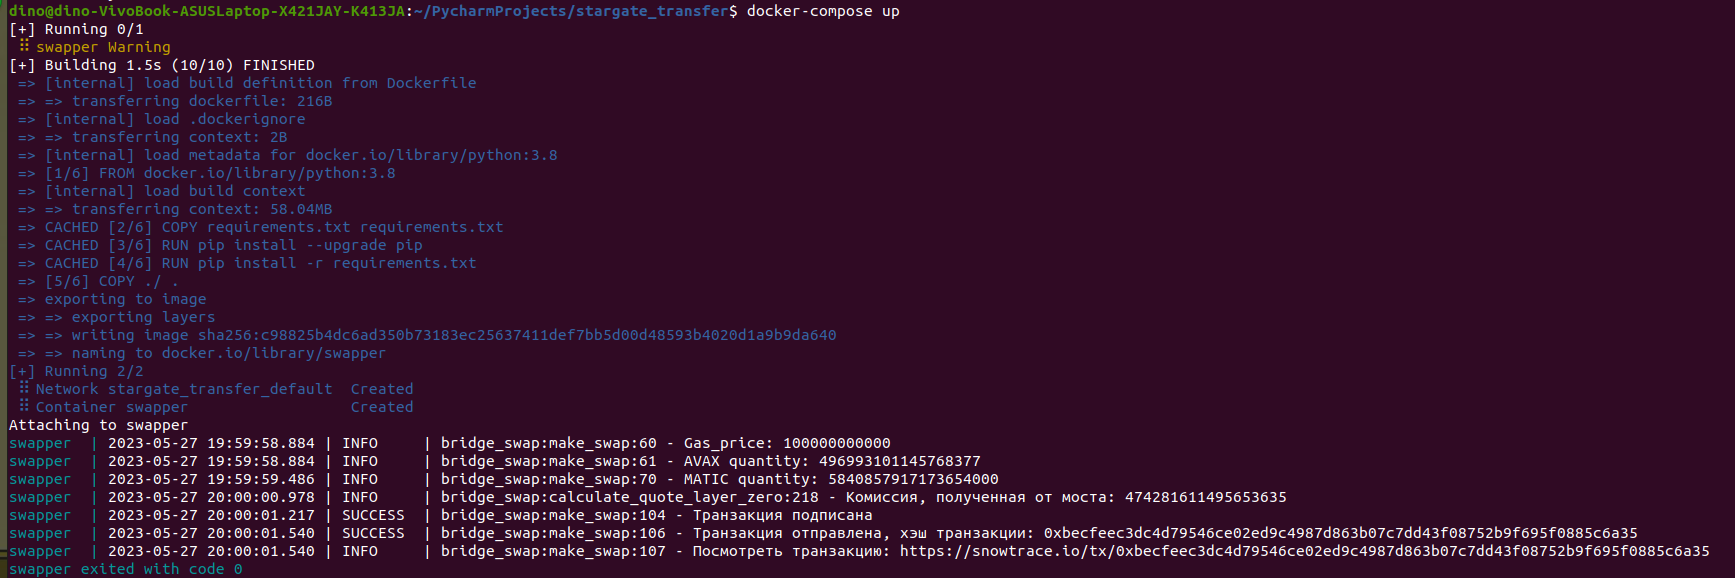 dino@dino-VivoBook-ASUSLaptop-X421JAY-K413JA:~/PycharmProjects/stargate_transfer$ docker-compose up
[+] Running 0/1
⠿ swapper Warning
[+] Building 1.5s (10/10) FINISHED
=> [internal] load build definition from Dockerfile
=> => transferring dockerfile: 216B
=> [internal] load .dockerignore
=> => transferring context: 2B
=> [internal] load metadata for docker.io/library/python:3.8
=> [1/6] FROM docker.io/library/python:3.8
=> [internal] load build context
=> => transferring context: 58.04MB
=> CACHED [2/6] COPY requirements.txt requirements.txt
=> CACHED [3/6] RUN pip install --upgrade pip
=> CACHED [4/6] RUN pip install -r requirements.txt
=> [5/6] COPY ./ .
=> exporting to image
=> => exporting layers
=> => writing image sha256:c98825b4dc6ad350b73183ec25637411def7bb5d00d48593b4020d1a9b9da640
=> => naming to docker.io/library/swapper
[+] Running 2/2
⠿ Network stargate_transfer_default  Created
⠿ Container swapper                  Created
Attaching to swapper
swapper  | 2023-05-27 19:59:58.884 | INFO     | bridge_swap:make_swap:60 - Gas_price: 100000000000
swapper  | 2023-05-27 19:59:58.884 | INFO     | bridge_swap:make_swap:61 - AVAX quantity: 496993101145768377
swapper  | 2023-05-27 19:59:59.486 | INFO     | bridge_swap:make_swap:70 - MATIC quantity: 5840857917173654000
swapper  | 2023-05-27 20:00:00.978 | INFO     | bridge_swap:calculate_quote_layer_zero:218 - Комиссия, полученная от моста: 474281611495653635
swapper  | 2023-05-27 20:00:01.217 | SUCCESS  | bridge_swap:make_swap:104 - Транзакция подписана
swapper  | 2023-05-27 20:00:01.540 | SUCCESS  | bridge_swap:make_swap:106 - Транзакция отправлена, хэш транзакции: 0xbecfeec3dc4d79546ce02ed9c4987d863b07c7dd43f08752b9f695f0885c6a35
swapper  | 2023-05-27 20:00:01.540 | INFO     | bridge_swap:make_swap:107 - Посмотреть транзакцию: https://snowtrace.io/tx/0xbecfeec3dc4d79546ce02ed9c4987d863b07c7dd43f08752b9f695f0885c6a35
swapper exited with code 0